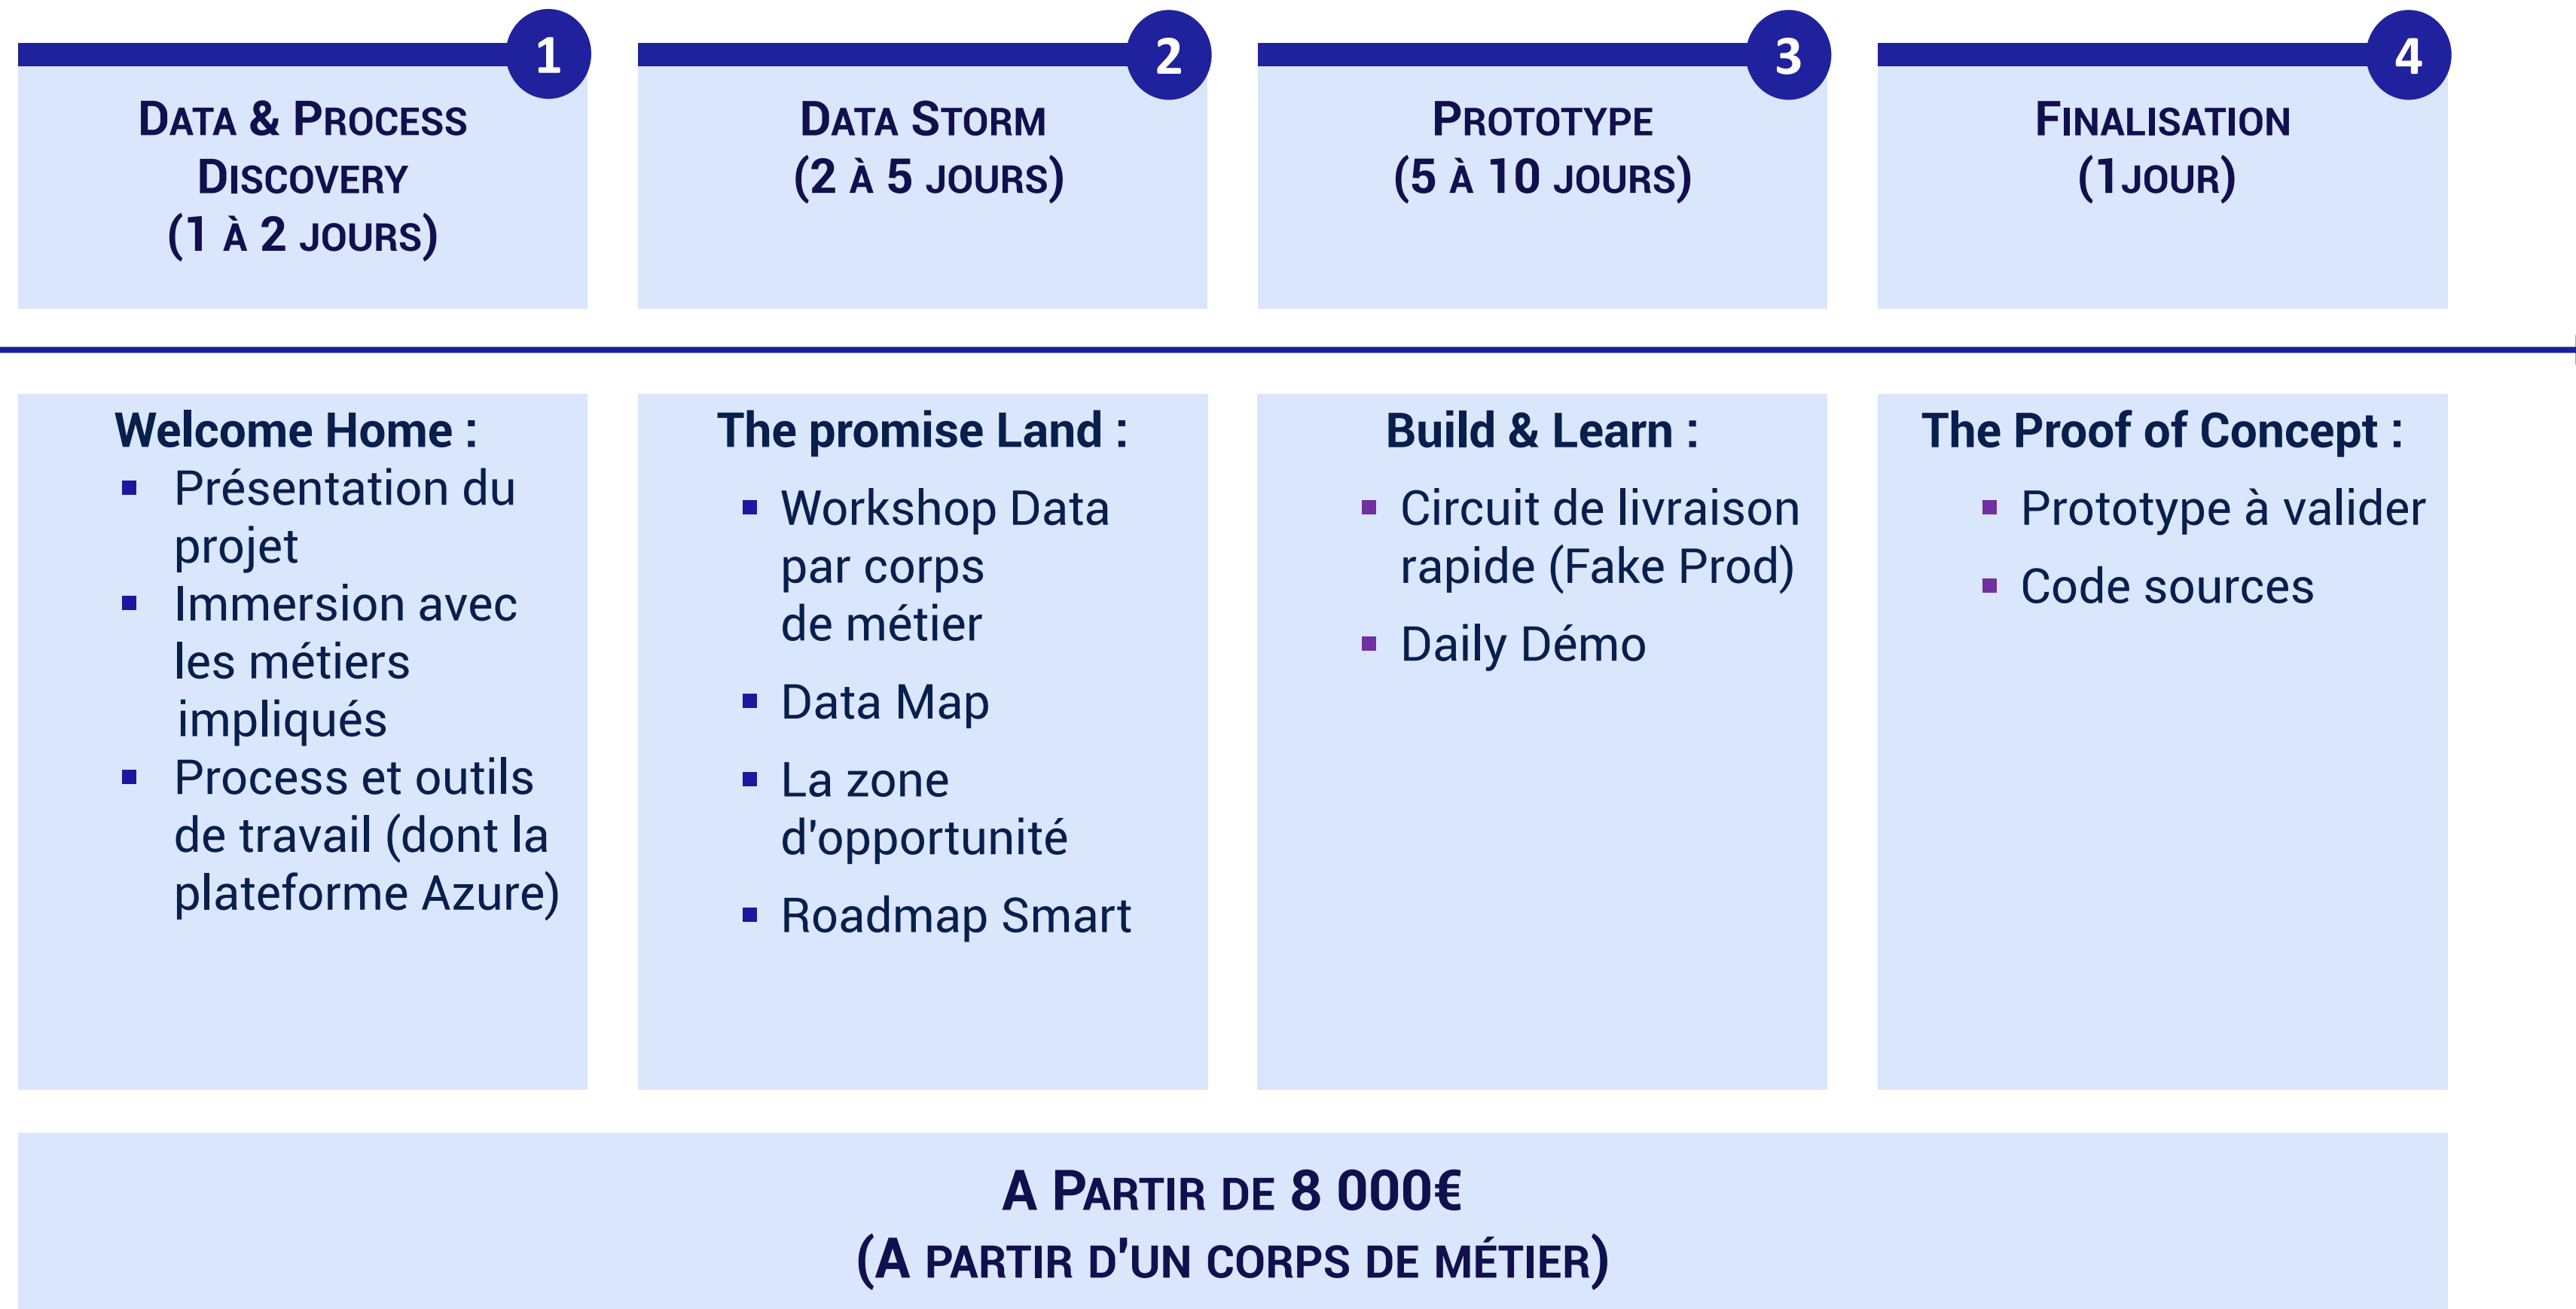 1
DATA & PROCESS
DISCOVERY
(1 À 2 JOURS)
2
DATA STORM
(2 À 5 JOURS)
3
PROTOTYPE
(5 À 10 JOURS)
4
FINALISATION
(1JOUR)
Welcome Home :
▪ Présentation du
projet
▪ Immersion avec
les métiers
impliqués
▪ Process et outils
de travail (dont la
plateforme Azure)
The promise Land :
▪ Workshop Data
par corps
de métier
▪ Data Map
▪ La zone
d'opportunité
▪ Roadmap Smart
Build & Learn :
▪ Circuit de livraison
rapide (Fake Prod)
▪ Daily Démo
The Proof of Concept :
▪ Prototype à valider
▪ Code sources
A PARTIR DE 8 000€
(A PARTIR D'UN CORPS DE MÉTIER)